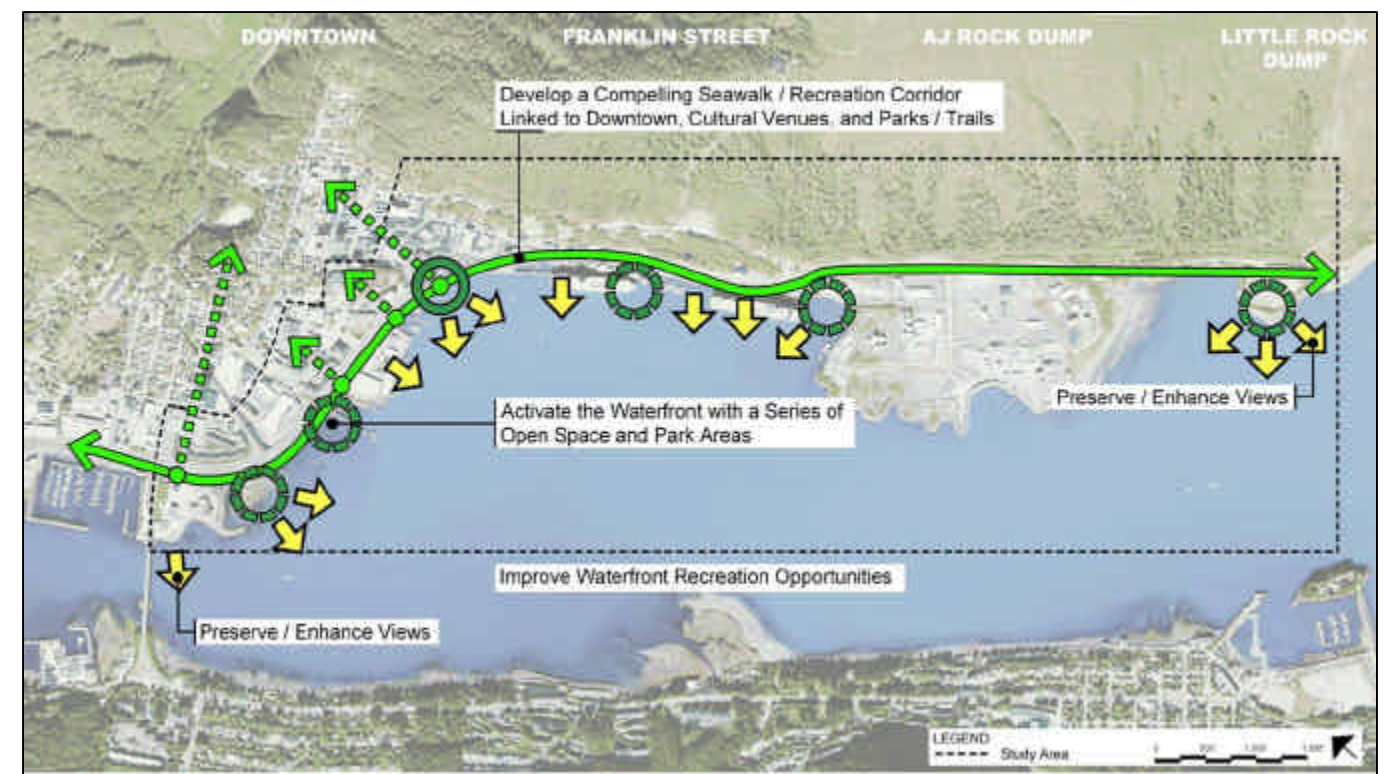 DOWNTOWN
FRANKLIN STREET
AJ ROCK DUMP
LITTLE ROCK
DUMP
Develop a Compelling Seawalk / Recreation Corridor
Linked to Downtown, Cultural Venues, and Parks / Trails
Preserve / Enhance Views
Activate the Waterfront with a Series of
Open Space and Park Areas
Improve Waterfront Recreation Opportunities
Preserve / Enhance Views
LEGEND
Study Area
0